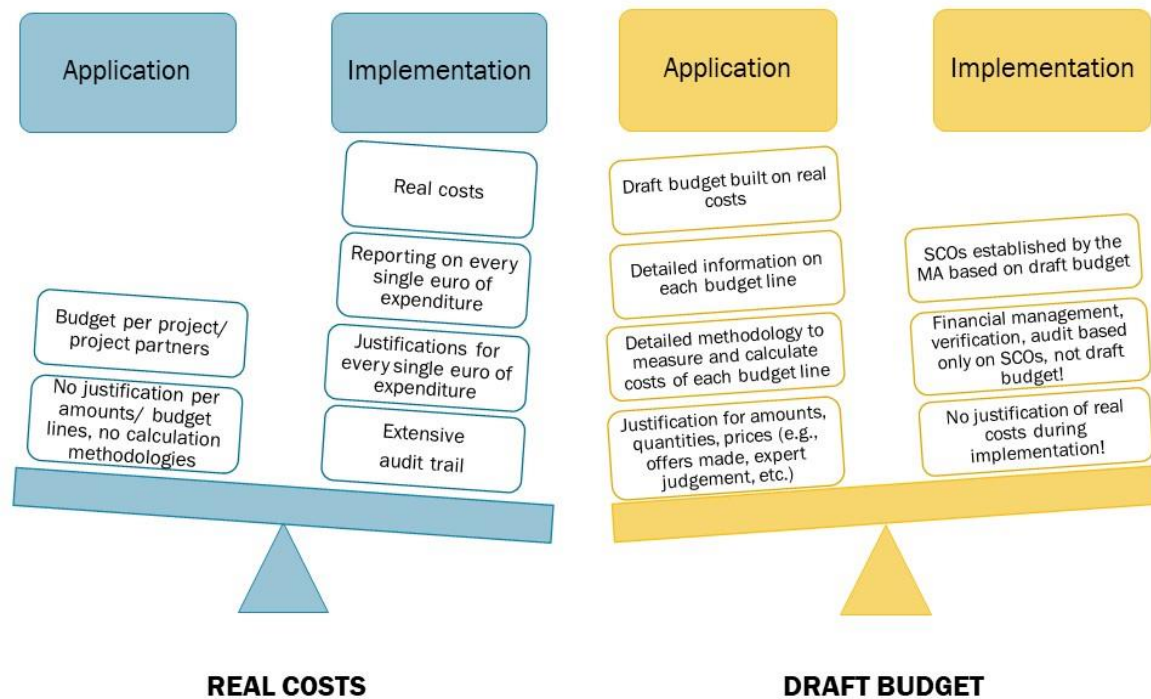 Application
Implementation
Real costs
Reporting on every
single euro of
expenditure
Budget per project/
project partners
Justifications for
every single euro of
expenditure
No justification per
amounts/ budget
lines, no calculation
methodologies
Extensive
audit trail
REAL COSTS
Application
Implementation
Draft budget built on real
costs
Detailed information on
each budget line
Detailed methodology to
measure and calculate
costs of each budget line
Justification for amounts,
quantities, prices (e.g.,
offers made, expert
judgement, etc.)
SCOs established by the
MA based on draft budget
Financial management,
verification, audit based
only on SCOs, not draft
budget!
No justification of real
costs during
implementation!
DRAFT BUDGET